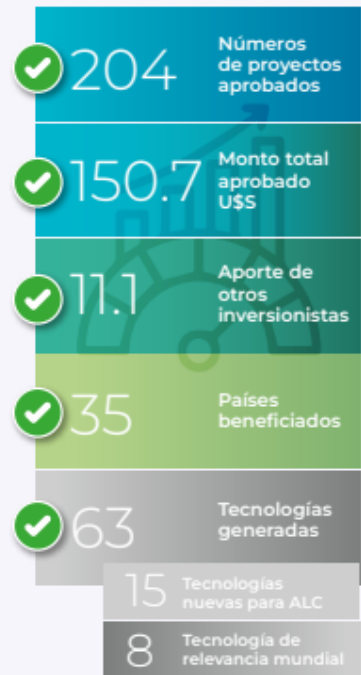 204
Números
de proyectos
aprobados
150.7
Monto total
aprobado
U$S
11.1
Aporte de
otros
inversionistas
35
Países
beneficiados
63
Tecnologías
generadas
15
Tecnologías
nuevas para ALC
8
Tecnología de
relevancia mundial